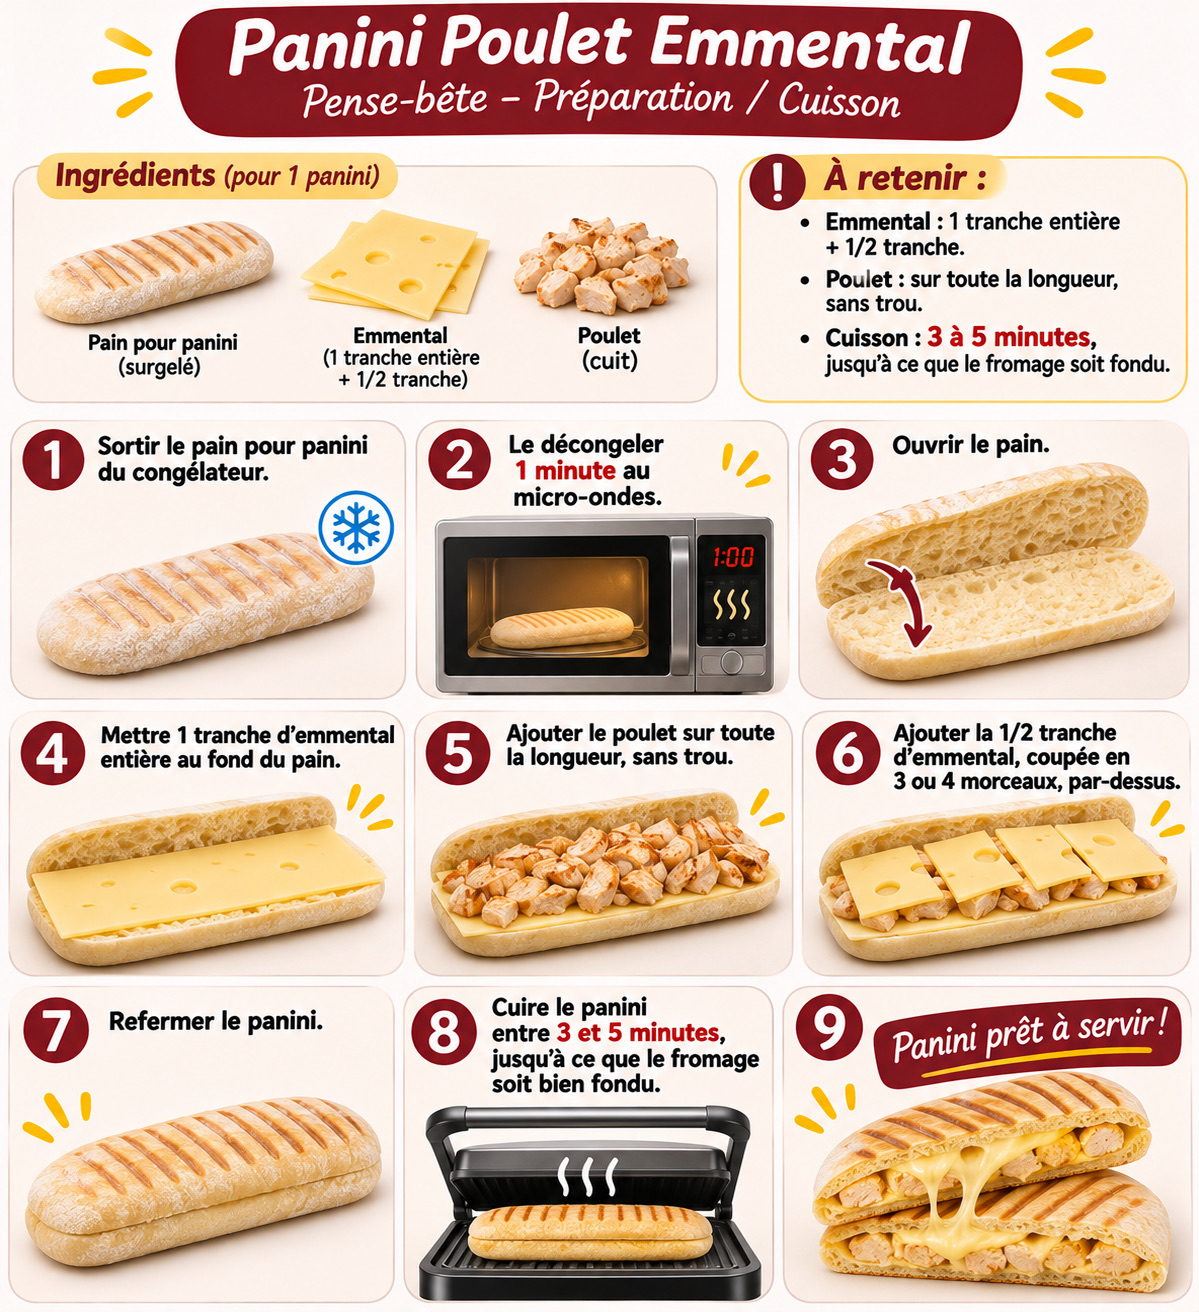 Panini Poulet Emmental
Pense-bête – Préparation / Cuisson
Ingrédients (pour 1 panini)
Pain pour panini
(surgelé)
Emmental
(1 tranche entière
+ 1/2 tranche)
Poulet
(cuit)
! À retenir :
• Emmental : 1 tranche entière
+ 1/2 tranche.
• Poulet : sur toute la longueur,
sans trou.
• Cuisson : 3 à 5 minutes,
jusqu'à ce que le fromage soit fondu.
1 Sortir le pain pour panini
du congélateur.
2 Le décongeler
1 minute au
micro-ondes.
1:00
3 Ouvrir le pain.
4 Mettre 1 tranche d'emmental
entière au fond du pain.
5 Ajouter le poulet sur toute
la longueur, sans trou.
6 Ajouter la 1/2 tranche
d'emmental, coupée en
3 ou 4 morceaux, par-dessus.
7 Refermer le panini.
8 Cuire le panini
entre 3 et 5 minutes,
jusqu'à ce que le fromage
soit bien fondu.
9 Panini prêt à servir !